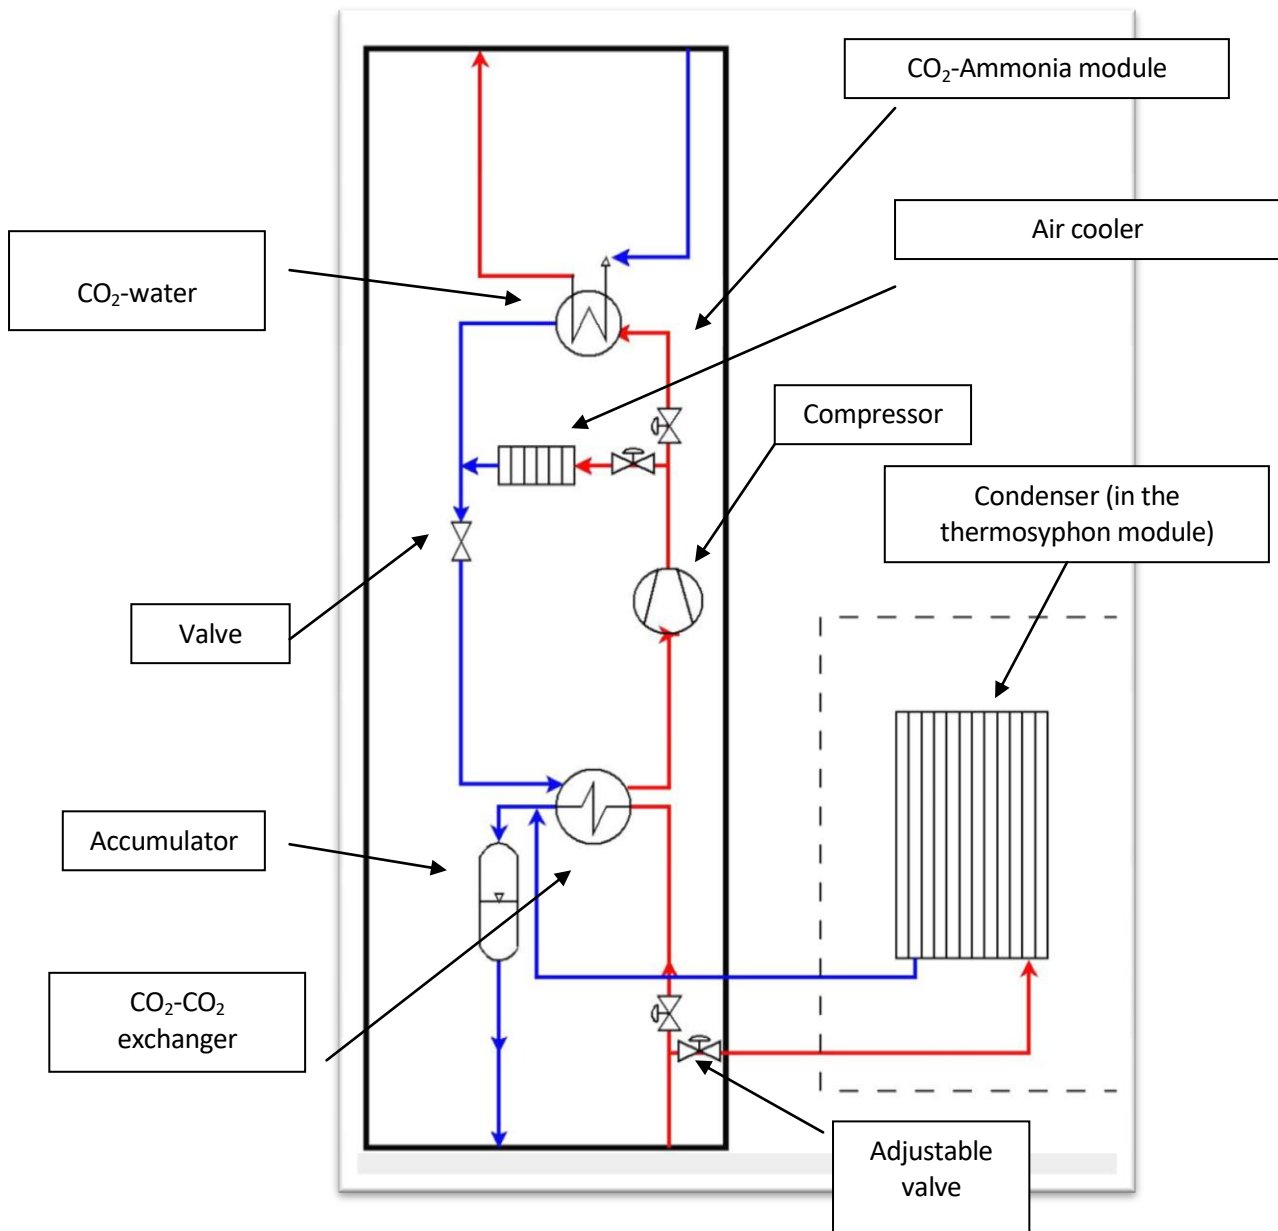 CO₂-Ammonia module
Air cooler
CO₂-water
Compressor
Condenser (in the
thermosyphon module)
Valve
Accumulator
CO₂-CO₂
exchanger
Adjustable
valve